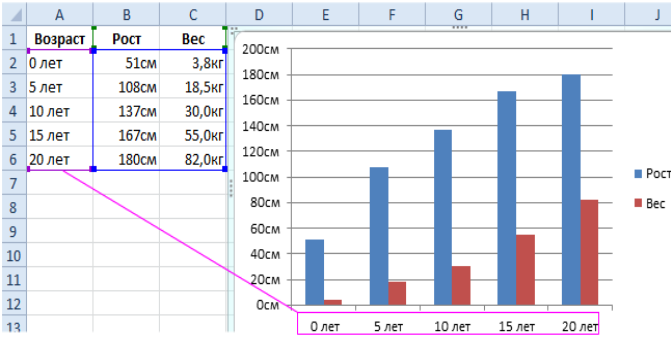 A B C D E F G H I J
1 Возраст Рост Вес
2 0 лет 51см 3,8кг
3 5 лет 108см 18,5кг
4 10 лет 137см 30,0кг
5 15 лет 167см 55,0кг
6 20 лет 180см 82,0кг
7
8
9
10
11
12
13
200см
180см
160см
140см
120см
100см
80см
60см
40см
20см
0см
0 лет 5 лет 10 лет 15 лет 20 лет
Рост
Вес